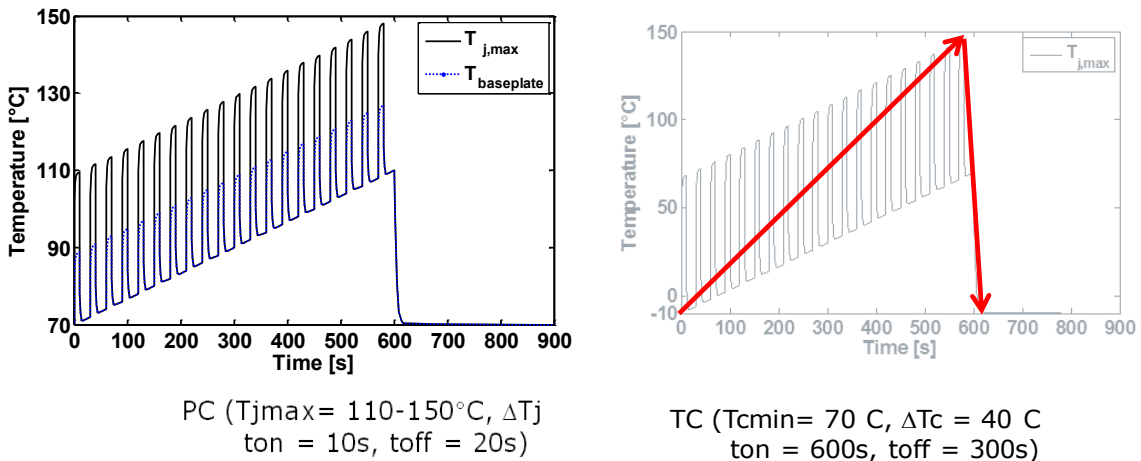 150
130
110
90
70
Temperature [°C]
T j,max
T baseplate
0 100 200 300 400 500 600 700 800 900
Time [s]
150
100
50
0
-10
Temperature [°C]
T j,max
0 100 200 300 400 500 600 700 800 900
Time [s]
PC (Tjmax= 110-150°C, ΔTj
ton = 10s, toff = 20s)
TC (Tcmin= 70 C, ΔTc = 40 C
ton = 600s, toff = 300s)